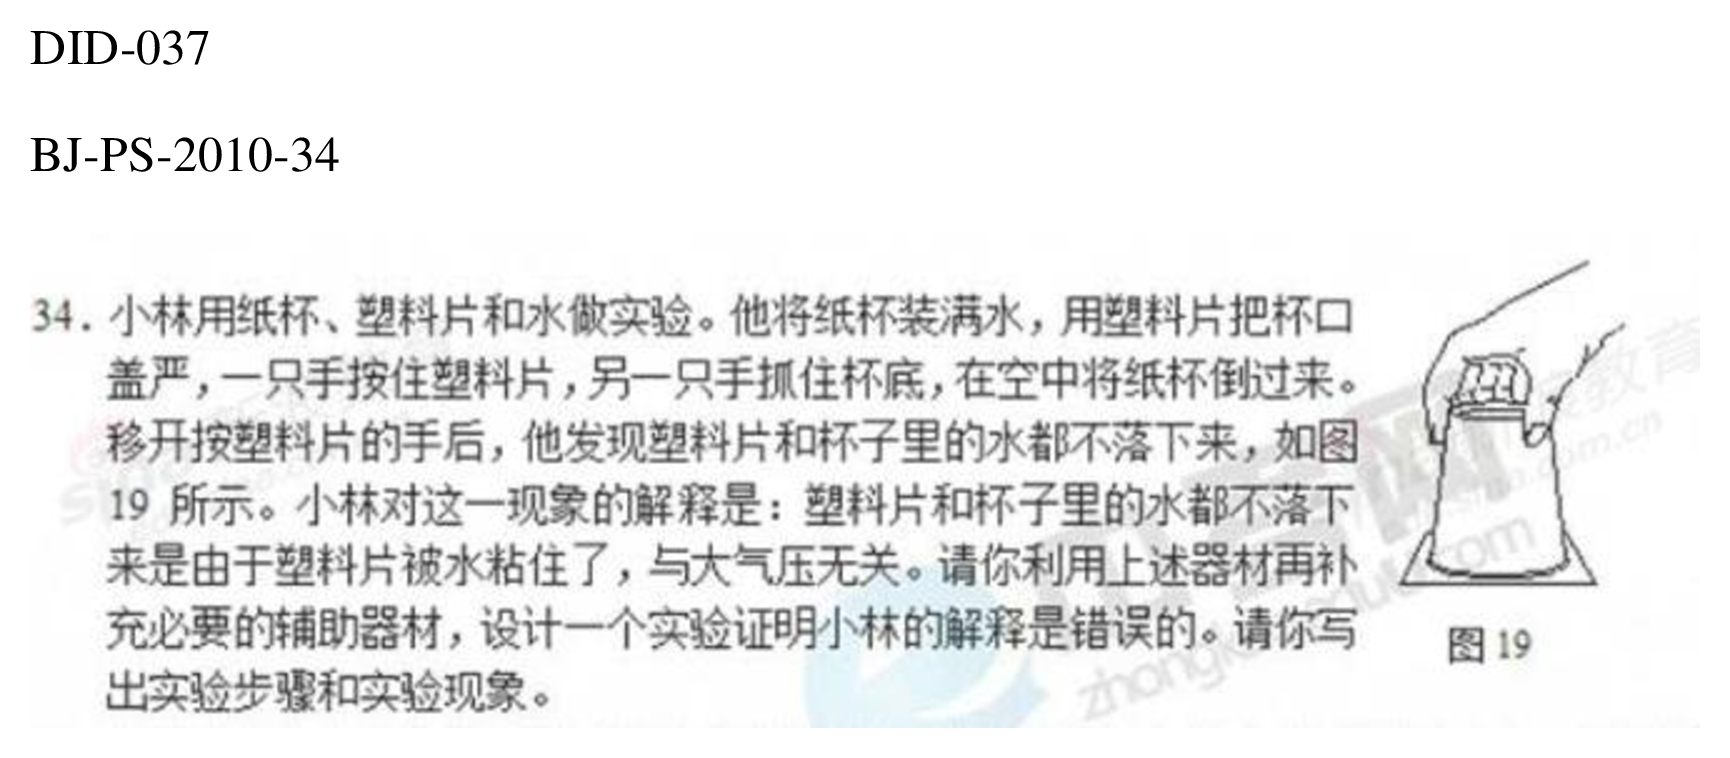 DID-037
BJ-PS-2010-34
34. 小林用纸杯、塑料片和水做实验。他将纸杯装满水，用塑料片把杯口
盖严，一只手按住塑料片，另一只手抓住杯底，在空中将纸杯倒过来。
移开按塑料片的手后，他发现塑料片和杯子里的水都不落下来，如图
19 所示。小林对这一现象的解释是：塑料片和杯子里的水都不落下
来是由于塑料片被水粘住了，与大气压无关。请你利用上述器材再补
充必要的辅助器材，设计一个实验证明小林的解释是错误的。请你写
出实验步骤和实验现象。
图 19